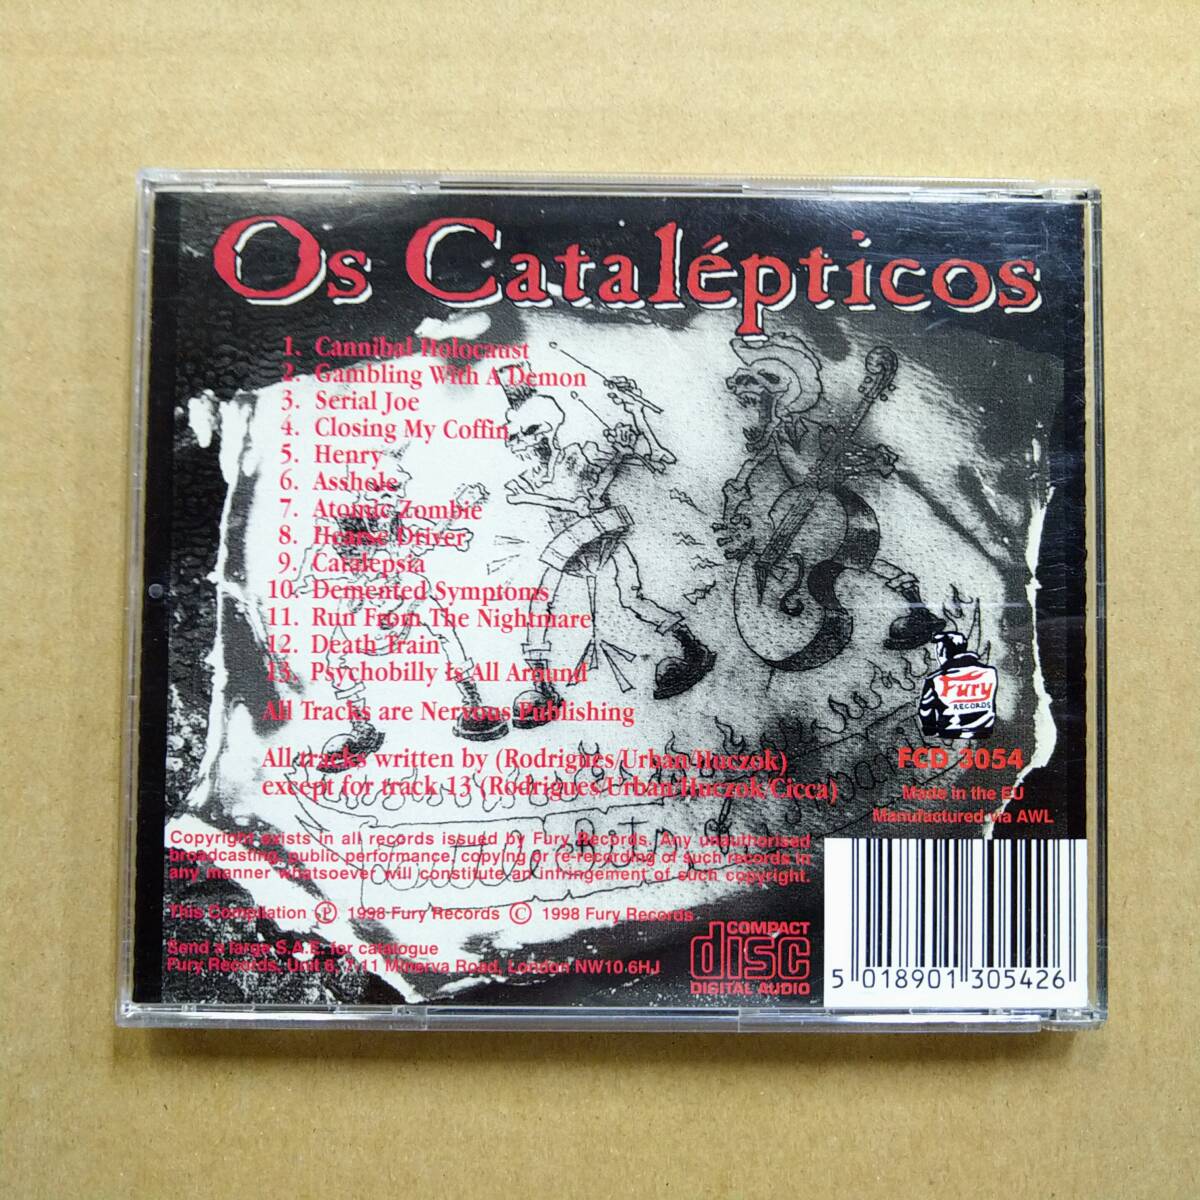 Os Catalépticos
1. Cannibal Holocaust
2. Gambling With A Demon
3. Serial Joe
4. Closing My Coffin
5. Henry
6. Asshole
7. Atomic Zombie
8. Hearse Driver
9. Catalepsia
10. Demented Symptoms
11. Run From The Nightmare
12. Death Train
13. Psychobilly Is All Around
All Tracks are Nervous Publishing
All tracks written by (Rodrigues/Urban/Huczok)
except for track 13 (Rodrigues/Urban/Huczok/Cicca)
Fury
RECORDS
FCD 3054
Made in the EU
Manufactured via AWL
Copyright exists in all records issued by Fury Records. Any unauthorised
broadcasting, public performance, copying or re-recording of such records in
any manner whatsoever will constitute an infringement of such copyright.
This Compilation ℗ 1998 Fury Records © 1998 Fury Records
Send a large S.A.E. for catalogue
Fury Records, Unit 6, 7-11 Minerva Road, London NW10 6HJ
COMPACT
disc
DIGITAL AUDIO
5 018901 305426